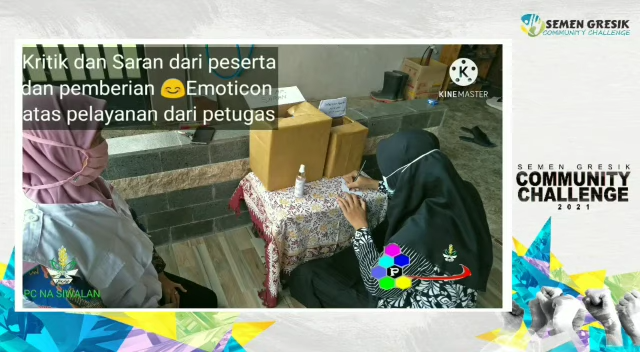 SEMEN GRESIK
COMMUNITY CHALLENGE
Kritik dan Saran dari peserta
dan pemberian 😊Emoticon
atas pelayanan dari petugas
KINEMASTER
SEMEN GRESIK
COMMUNITY
CHALLENGE
2021
P
PC NA SIWALAN